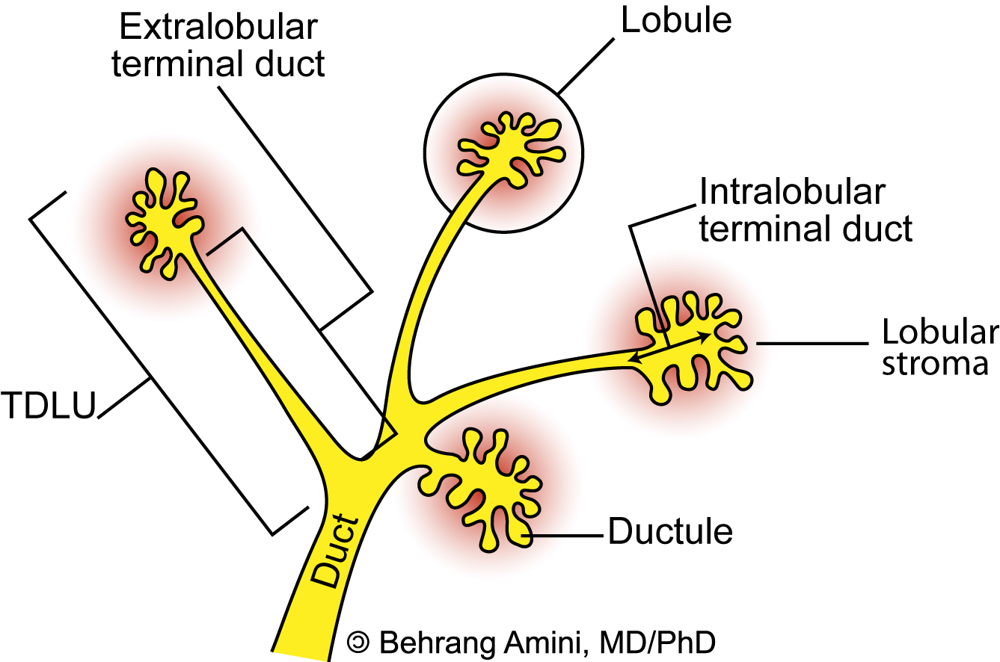 Extralobular
terminal duct
Lobule
Intralobular
terminal duct
Lobular
stroma
TDLU
Ductule
Duct
© Behrang Amini, MD/PhD